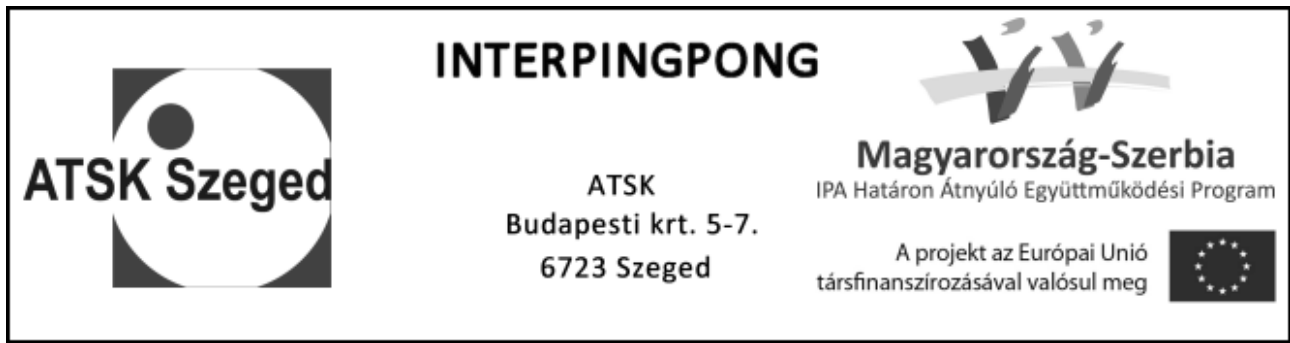 ATSK Szeged
INTERPINGPONG
ATSK
Budapesti krt. 5-7.
6723 Szeged
Magyarország-Szerbia
IPA Határon Átnyúló Együttműködési Program
A projekt az Európai Unió
társfinanszírozásával valósul meg